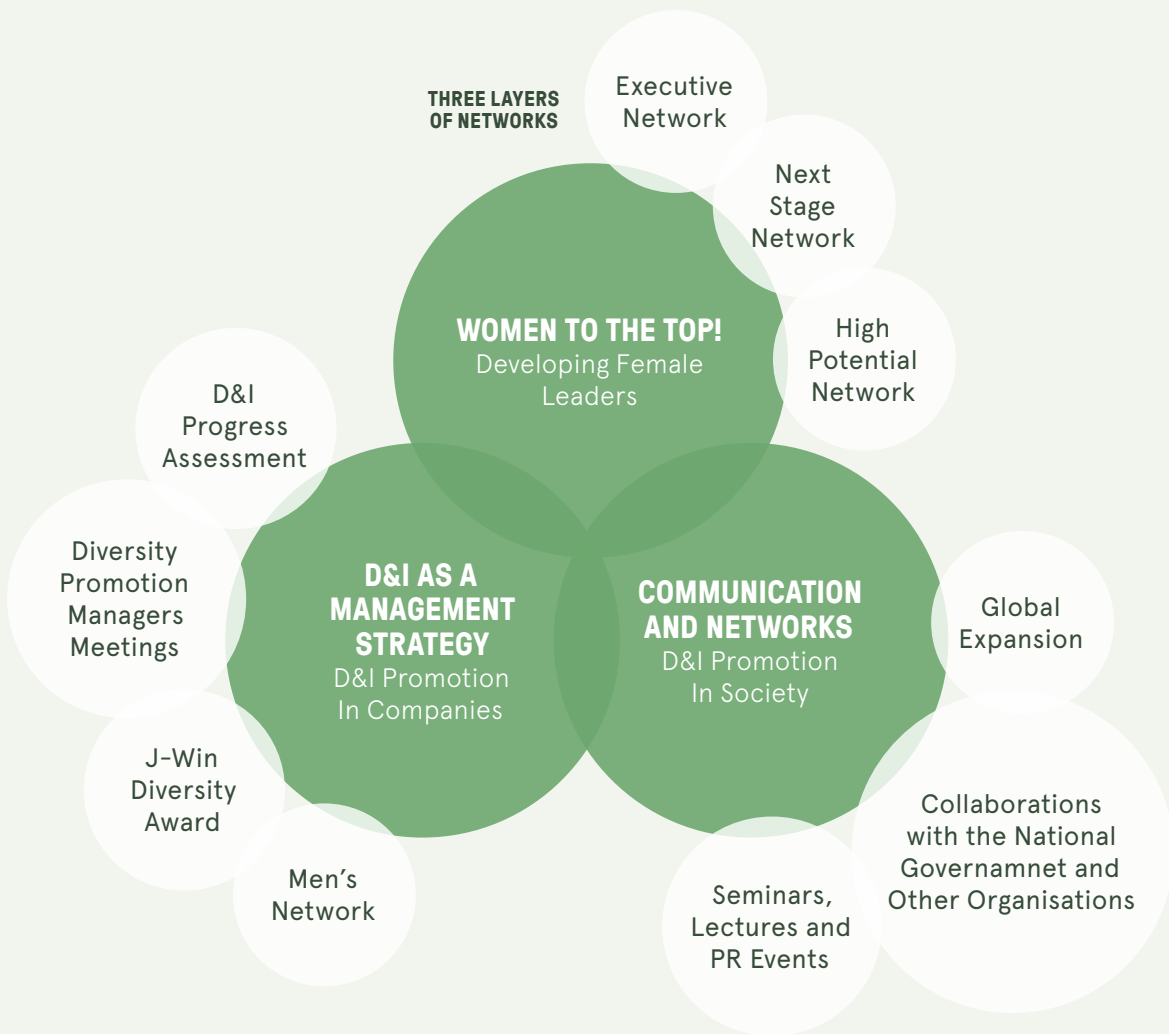 THREE LAYERS
OF NETWORKS
Executive
Network
Next
Stage
Network
High
Potential
Network
WOMEN TO THE TOP!
Developing Female
Leaders
D&I
Progress
Assessment
Diversity
Promotion
Managers
Meetings
J-Win
Diversity
Award
Men’s
Network
D&I AS A
MANAGEMENT
STRATEGY
D&I Promotion
In Companies
COMMUNICATION
AND NETWORKS
D&I Promotion
In Society
Global
Expansion
Collaborations
with the National
Governamnet and
Other Organisations
Seminars,
Lectures and
PR Events